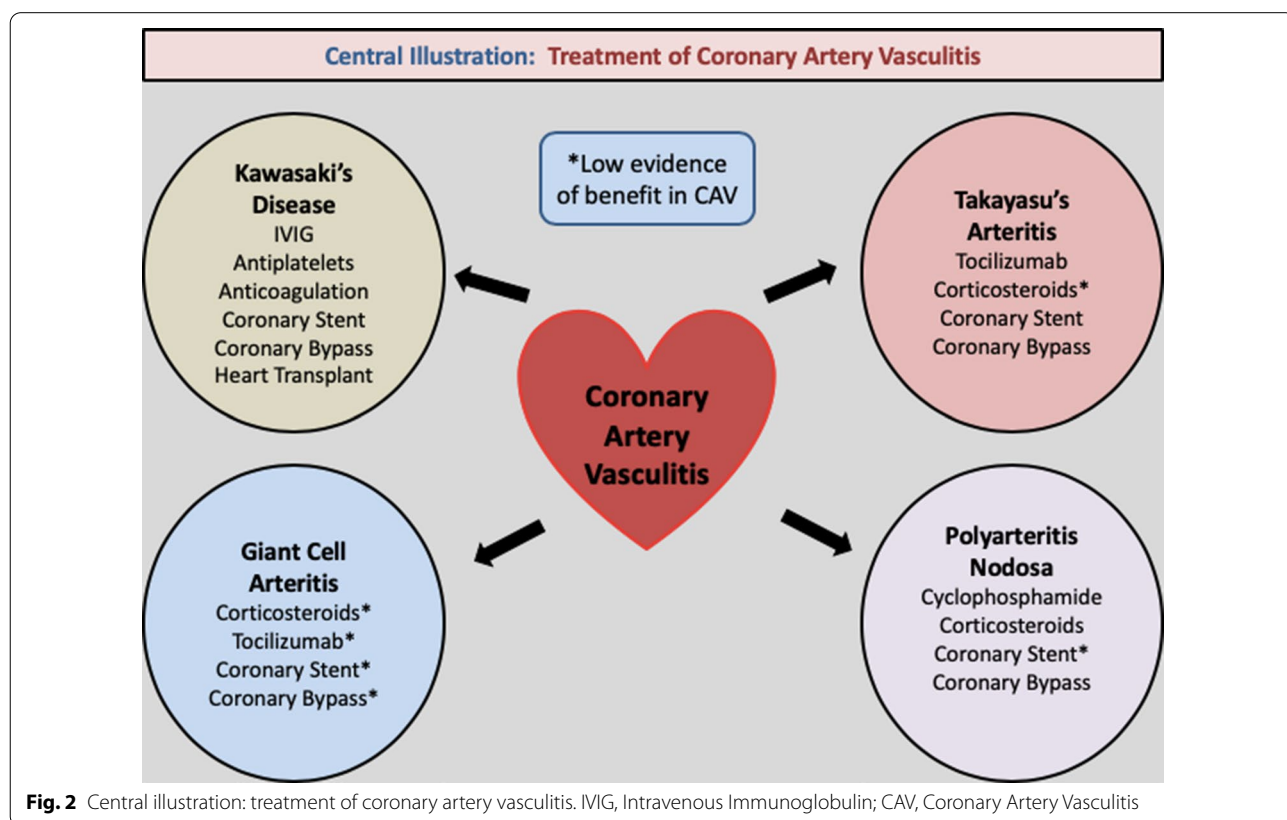 Central Illustration: Treatment of Coronary Artery Vasculitis
Kawasaki’s
Disease
IVIG
Antiplatelets
Anticoagulation
Coronary Stent
Coronary Bypass
Heart Transplant
*Low evidence
of benefit in CAV
Takayasu’s
Arteritis
Tocilizumab
Corticosteroids*
Coronary Stent
Coronary Bypass
Coronary
Artery
Vasculitis
Giant Cell
Arteritis
Corticosteroids*
Tocilizumab*
Coronary Stent*
Coronary Bypass*
Polyarteritis
Nodosa
Cyclophosphamide
Corticosteroids
Coronary Stent*
Coronary Bypass
Fig. 2 Central illustration: treatment of coronary artery vasculitis. IVIG, Intravenous Immunoglobulin; CAV, Coronary Artery Vasculitis